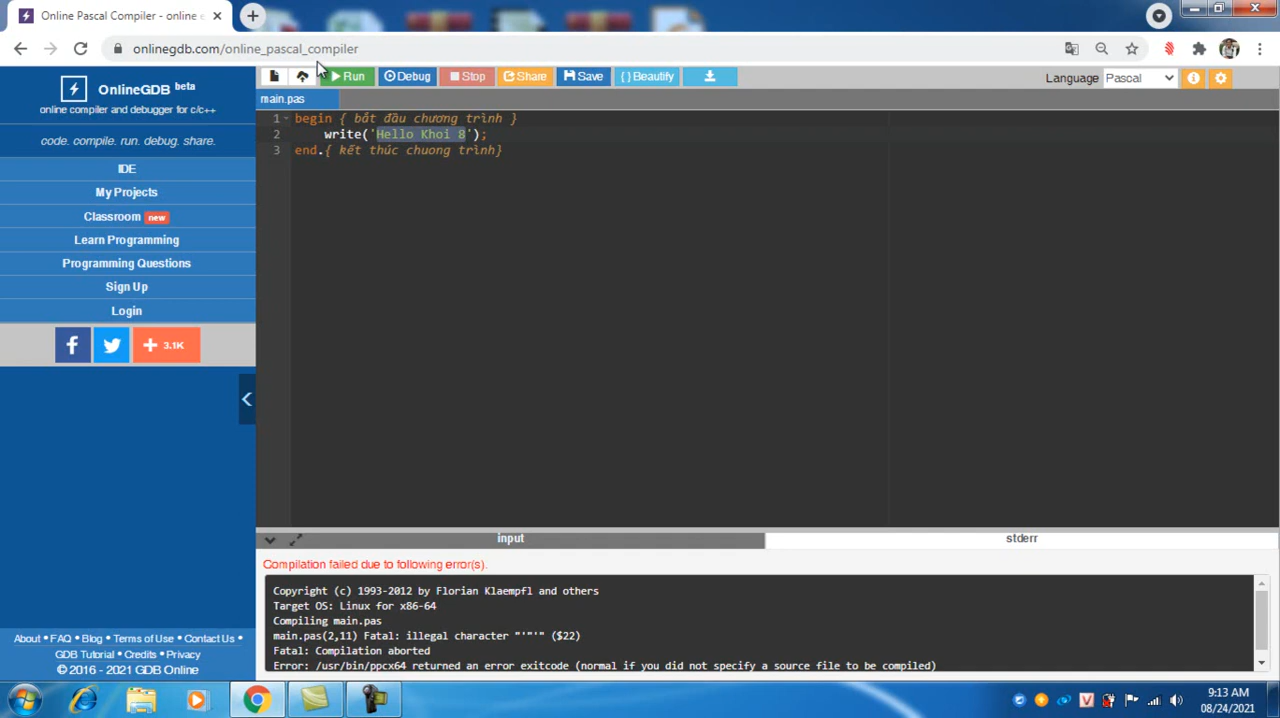 Online Pascal Compiler - online e
onlinegdb.com/online_pascal_compiler
OnlineGDB beta
online compiler and debugger for c/c++
code. compile. run. debug. share.
IDE
My Projects
Classroom new
Learn Programming
Programming Questions
Sign Up
Login
3.1K
About • FAQ • Blog • Terms of Use • Contact Us •
GDB Tutorial • Credits • Privacy
© 2016 - 2021 GDB Online
Run Debug Stop Share Save { } Beautify
Language Pascal
main.pas
1 begin { bắt đầu chương trình }
2 write('Hello Khoi 8');
3 end.{ kết thúc chuong trình}
input stderr
Compilation failed due to following error(s).
Copyright (c) 1993-2012 by Florian Klaempfl and others
Target OS: Linux for x86-64
Compiling main.pas
main.pas(2,11) Fatal: illegal character "'"'" ($22)
Fatal: Compilation aborted
Error: /usr/bin/ppcx64 returned an error exitcode (normal if you did not specify a source file to be compiled)
9:13 AM
08/24/2021